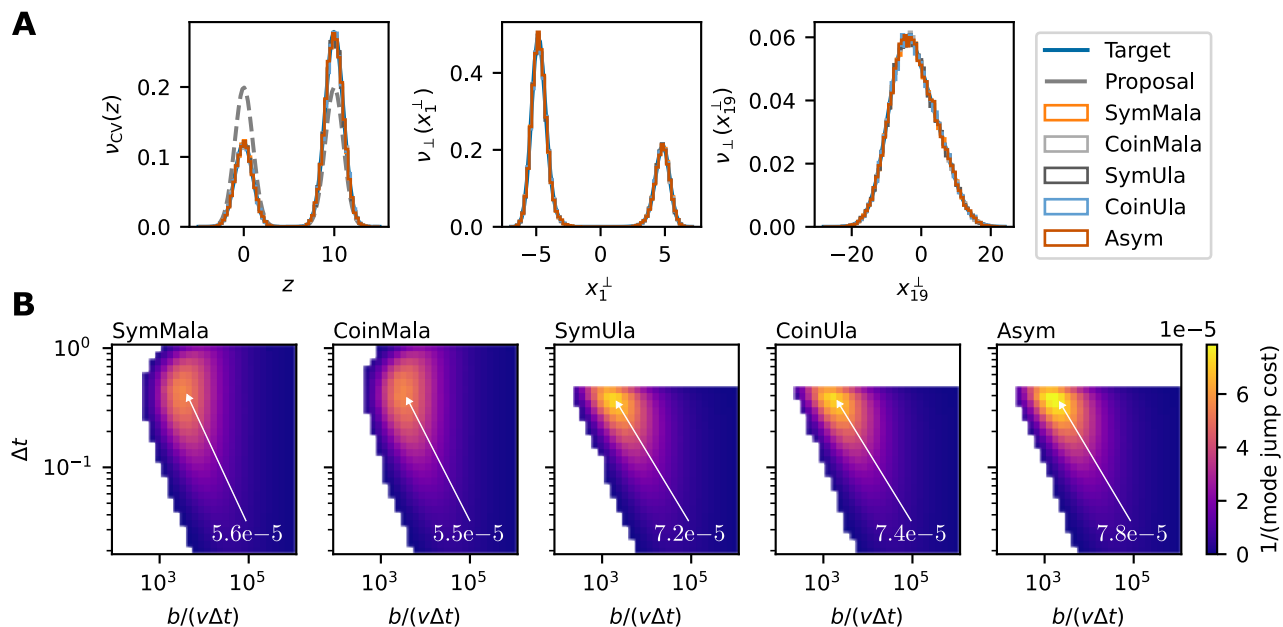 A
ν_CV(z)
0.0
0.1
0.2
0
10
z
ν_⊥(x_1^⊥)
0.0
0.2
0.4
−5
0
5
x_1^⊥
ν_⊥(x_19^⊥)
0.00
0.02
0.04
0.06
−20
0
20
x_19^⊥
Target
Proposal
SymMala
CoinMala
SymUla
CoinUla
Asym
B
SymMala
CoinMala
SymUla
CoinUla
Asym
1e−5
Δt
10^0
10^−1
5.6e−5
5.5e−5
7.2e−5
7.4e−5
7.8e−5
10^3
10^5
10^3
10^5
10^3
10^5
10^3
10^5
10^3
10^5
b/(vΔt)
b/(vΔt)
b/(vΔt)
b/(vΔt)
b/(vΔt)
6
4
2
0
1/(mode jump cost)